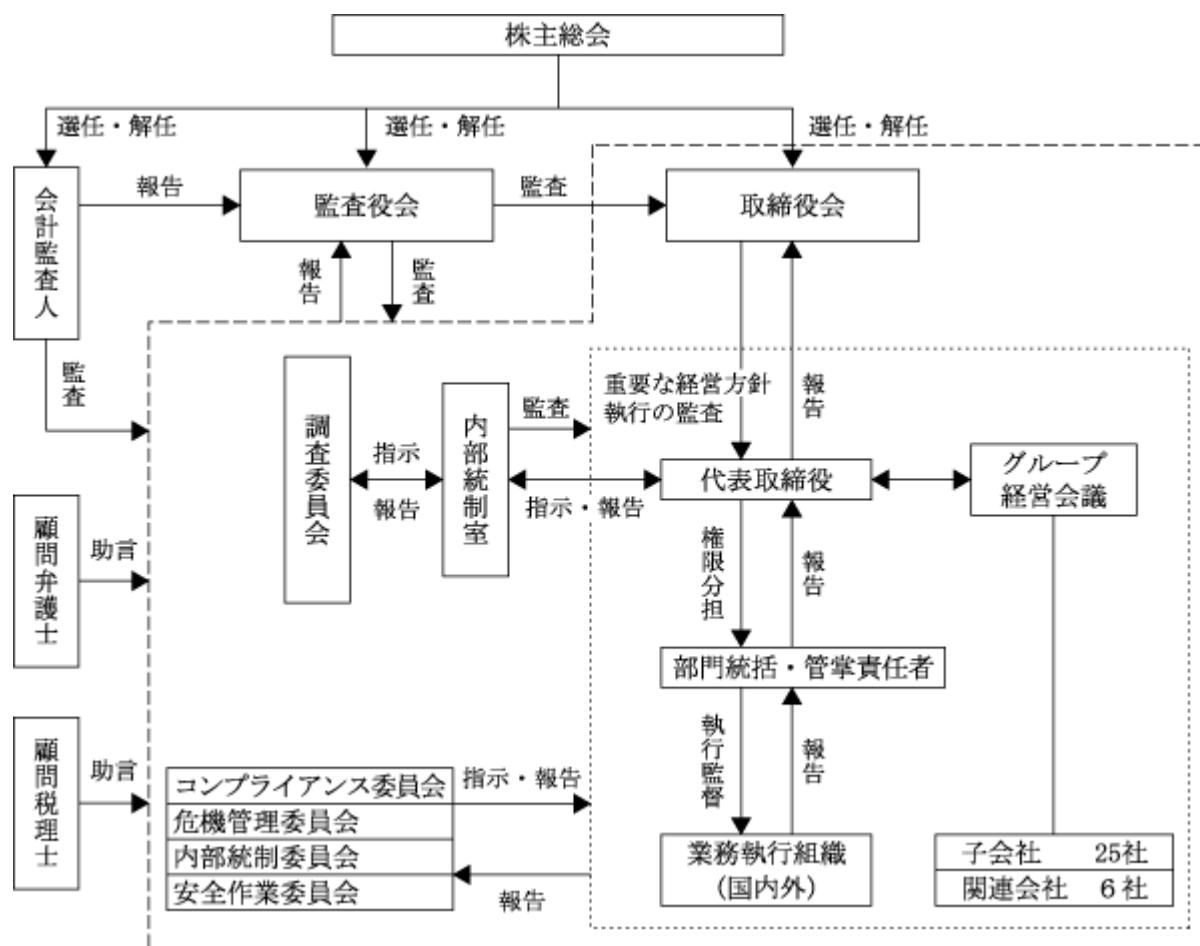 株主総会
選任・解任
選任・解任
選任・解任
会計監査人
報告
監査役会
監査
取締役会
報告
監査
監査
調査委員会
指示
報告
内部統制室
監査
指示・報告
重要な経営方針
執行の監査
報告
代表取締役
グループ
経営会議
顧問弁護士
助言
権限分担
報告
部門統括・管掌責任者
顧問税理士
助言
コンプライアンス委員会
危機管理委員会
内部統制委員会
安全作業委員会
指示・報告
報告
執行監督
報告
業務執行組織
(国内外)
子会社 25社
関連会社 6社